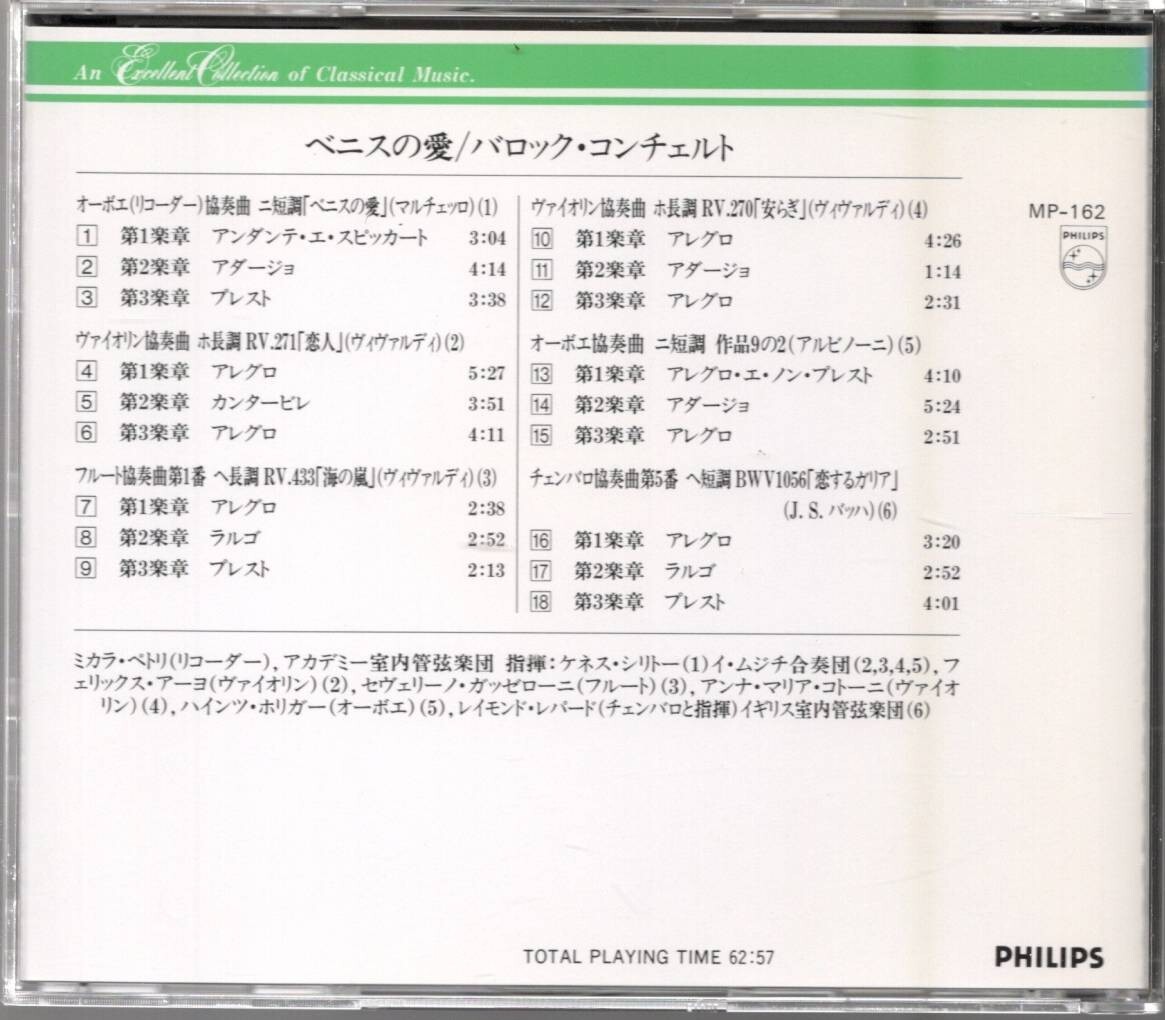 An Excellent Collection of Classical Music.
ベニスの愛/バロック・コンチェルト
オーボエ(リコーダー)協奏曲 ニ短調「ベニスの愛」(マルチェッロ)(1)
1 第1楽章 アンダンテ・エ・スピッカート 3:04
2 第2楽章 アダージョ 4:14
3 第3楽章 プレスト 3:38
ヴァイオリン協奏曲 ホ長調 RV.271「恋人」(ヴィヴァルディ)(2)
4 第1楽章 アレグロ 5:27
5 第2楽章 カンタービレ 3:51
6 第3楽章 アレグロ 4:11
フルート協奏曲第1番 ヘ長調 RV.433「海の嵐」(ヴィヴァルディ)(3)
7 第1楽章 アレグロ 2:38
8 第2楽章 ラルゴ 2:52
9 第3楽章 プレスト 2:13
ヴァイオリン協奏曲 ホ長調 RV.270「安らぎ」(ヴィヴァルディ)(4)
10 第1楽章 アレグロ 4:26
11 第2楽章 アダージョ 1:14
12 第3楽章 アレグロ 2:31
オーボエ協奏曲 ニ短調 作品9の2(アルビノーニ)(5)
13 第1楽章 アレグロ・エ・ノン・プレスト 4:10
14 第2楽章 アダージョ 5:24
15 第3楽章 アレグロ 2:51
チェンバロ協奏曲第5番 ヘ短調 BWV1056「恋するガリア」
(J. S. バッハ)(6)
16 第1楽章 アレグロ 3:20
17 第2楽章 ラルゴ 2:52
18 第3楽章 プレスト 4:01
MP-162
PHILIPS
ミカラ・ペトリ(リコーダー), アカデミー室内管弦楽団 指揮:ケネス・シリトー(1)イ・ムジチ合奏団(2,3,4,5), フ
ェリックス・アーヨ(ヴァイオリン)(2), セヴェリーノ・ガッゼローニ(フルート)(3), アンナ・マリア・コトーニ(ヴァイオ
リン)(4), ハインツ・ホリガー(オーボエ)(5), レイモンド・レパード(チェンバロと指揮)イギリス室内管弦楽団(6)
TOTAL PLAYING TIME 62:57
PHILIPS